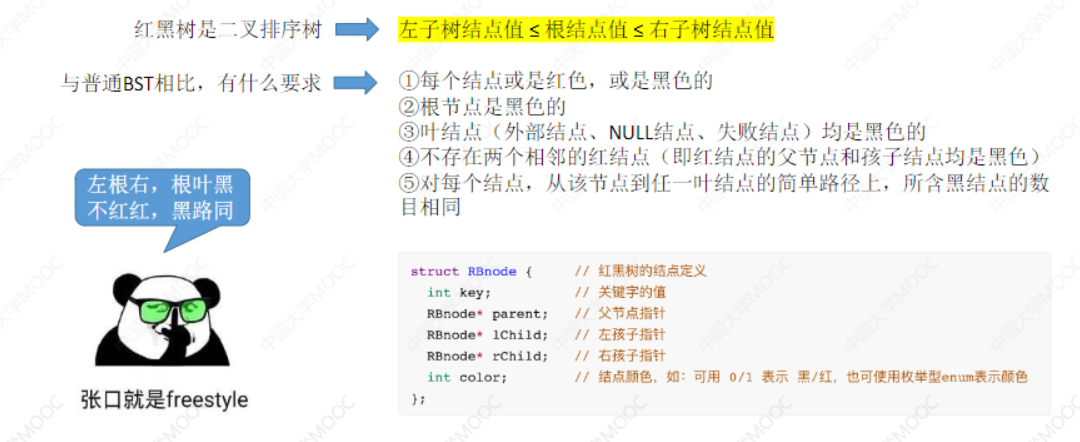 红黑树是二叉排序树
左子树结点值 ≤ 根结点值 ≤ 右子树结点值
与普通BST相比，有什么要求
①每个结点或是红色，或是黑色的
②根节点是黑色的
③叶结点（外部结点、NULL结点、失败结点）均是黑色的
④不存在两个相邻的红结点（即红结点的父节点和孩子结点均是黑色）
⑤对每个结点，从该节点到任一叶结点的简单路径上，所含黑结点的数
目相同
左根右，根叶黑
不红红，黑路同
张口就是freestyle
struct RBnode {      // 红黑树的结点定义
  int key;           // 关键字的值
  RBnode* parent;    // 父节点指针
  RBnode* lChild;    // 左孩子指针
  RBnode* rChild;    // 右孩子指针
  int color;         // 结点颜色，如：可用 0/1 表示 黑/红，也可使用枚举型enum表示颜色
};
中国大学MOOC